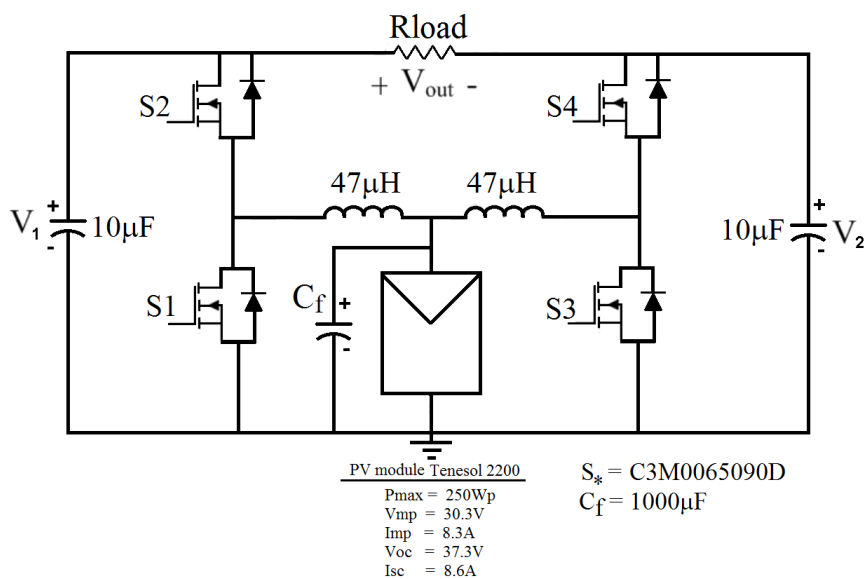 Rload
+ Vout -
S2
S4
47μH
47μH
+
V1
10μF
-
+
10μF
V2
-
S1
Cf
+
-
S3
PV module Tenesol 2200
Pmax = 250Wp
Vmp = 30.3V
Imp = 8.3A
Voc = 37.3V
Isc = 8.6A
S* = C3M0065090D
Cf = 1000μF